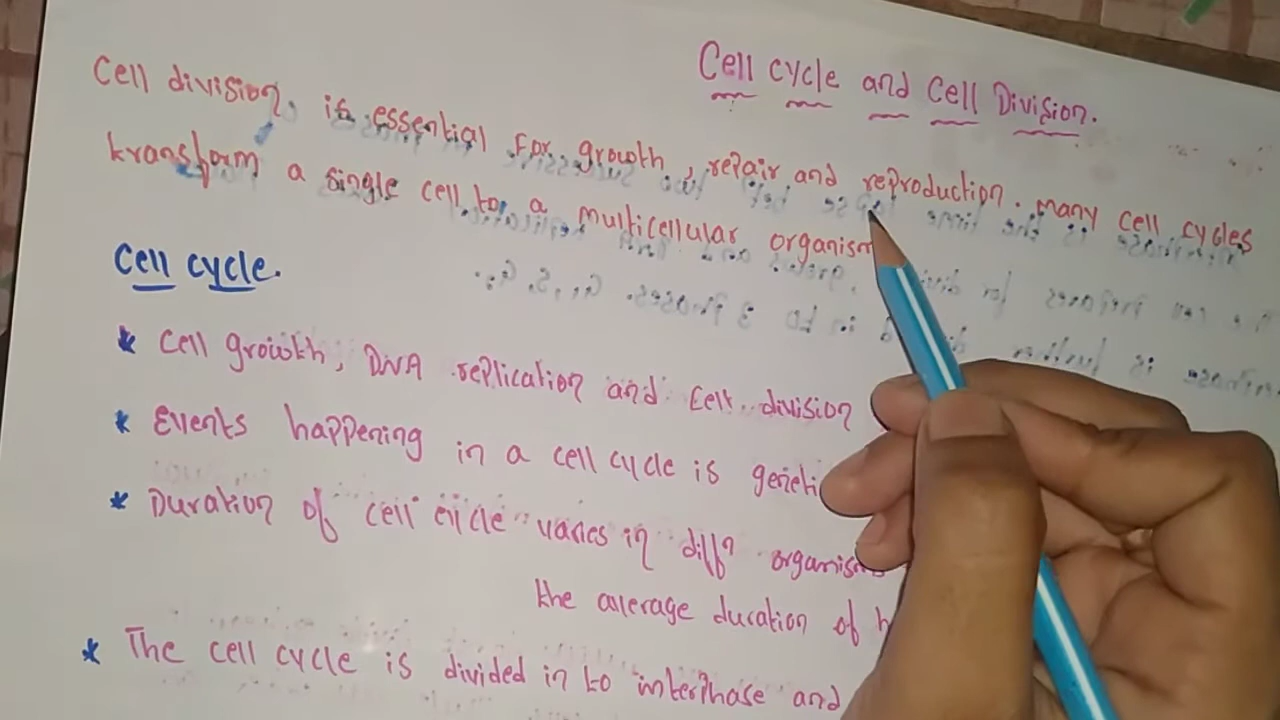 Cell cycle and Cell Division.
Cell division, is essential for growth, repair and reproduction. Many cell cycles
transform a single cell to a multicellular organism
Cell cycle.
* Cell growth, DNA replication and Cell division
* Events happening in a cell cycle is
* Duration of cell cicle varies in diffn organism
the average duration of
* The cell cycle is divided in to interphase and